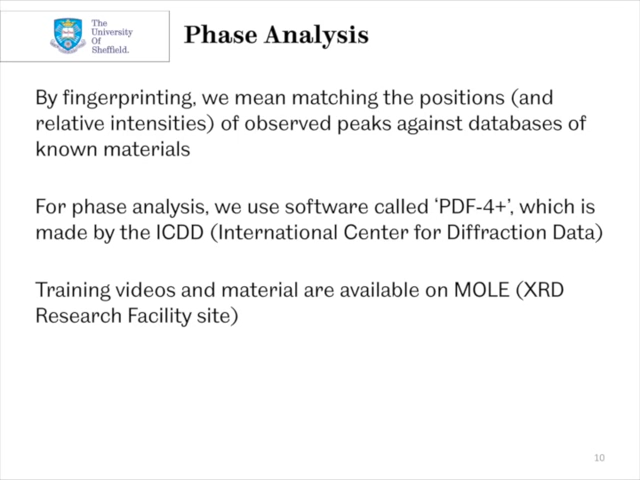 The
University
Of
Sheffield.
Phase Analysis
By fingerprinting, we mean matching the positions (and
relative intensities) of observed peaks against databases of
known materials
For phase analysis, we use software called ‘PDF-4+’, which is
made by the ICDD (International Center for Diffraction Data)
Training videos and material are available on MOLE (XRD
Research Facility site)
10